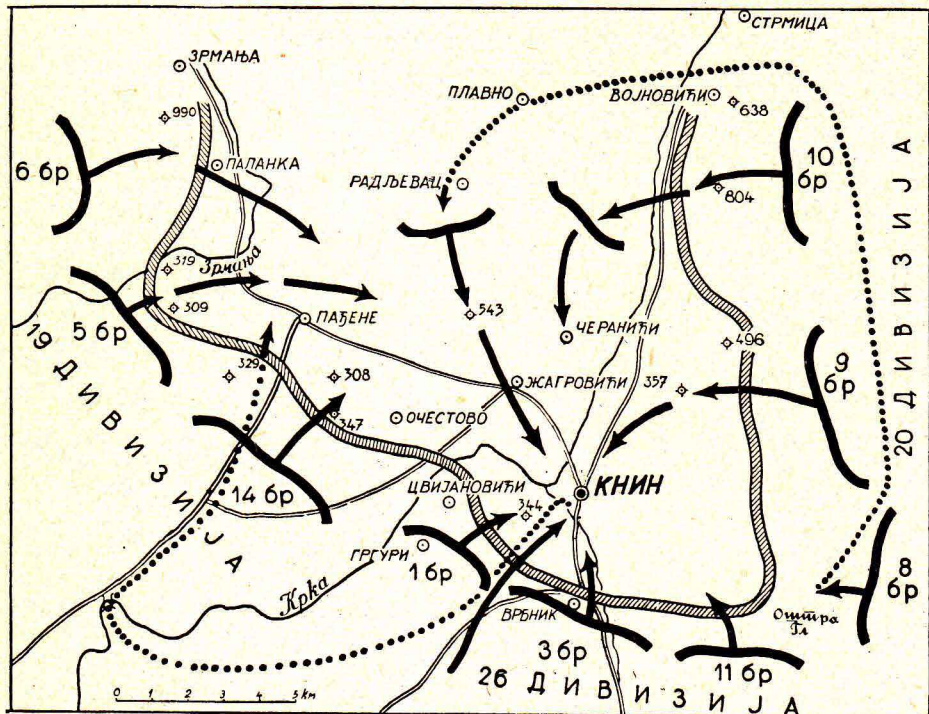 СТРМИЦА
ЗРМАЊА
ПЛАВНО
ВОЈНОВИЋИ
638
990
6 бр
ПАЛАНКА
РАДЉЕВАЦ
10
бр
804
20 ДИВИЗИЈА
319
Зрмања
309
5 бр
ПАЂЕНЕ
543
ЧЕРАНИЋИ
496
19 ДИВИЗИЈА
329
308
ЖАГРОВИЋИ
357
9
бр
347
ОЧЕСТОВО
14 бр
ЦВИЈАНОВИЋИ
344
КНИН
ГРГУРИ
1 бр
8
бр
Крка
ВРБНИК
Оштра
Гл
3 бр
11 бр
26 ДИВИЗИЈА
0 1 2 3 4 5 km